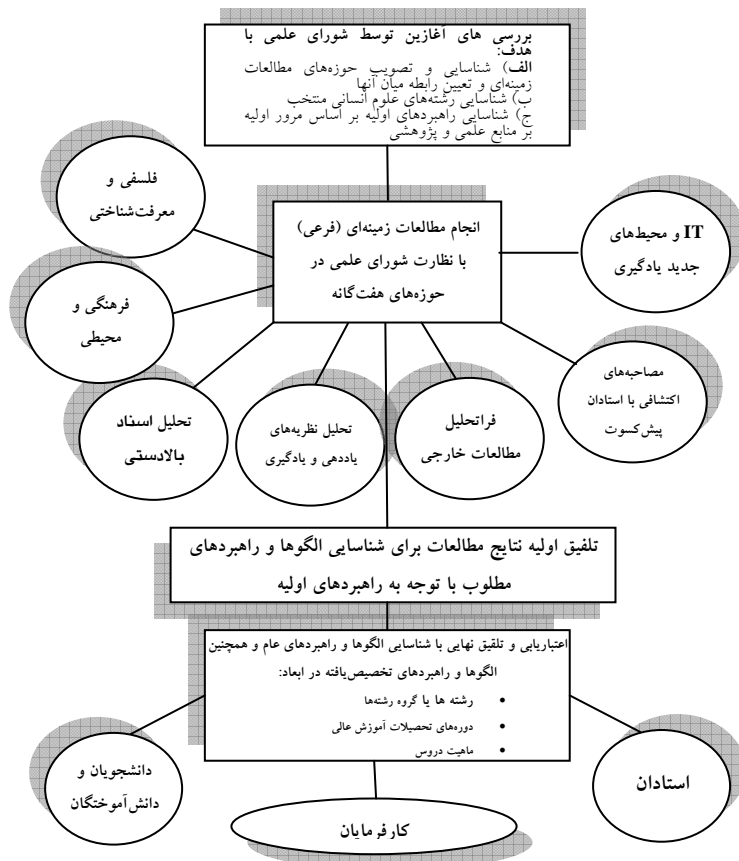 بررسی های آغازین توسط شورای علمی با
هدف:
الف) شناسایی و تصویب حوزه‌های مطالعات
زمینه‌ای و تعیین رابطه میان آنها
ب) شناسایی رشته‌های علوم انسانی منتخب
ج) شناسایی راهبردهای اولیه بر اساس مرور اولیه
بر منابع علمی و پژوهشی
انجام مطالعات زمینه‌ای (فرعی)
با نظارت شورای علمی در
حوزه‌های هفت‌گانه
IT و محیط‌های
جدید یادگیری
مصاحبه‌های
اکتشافی با استادان
پیش‌کسوت
فراتحلیل
مطالعات خارجی
تحلیل نظریه‌های
یاددهی و یادگیری
تحلیل اسناد
بالادستی
فرهنگی و
محیطی
فلسفی و
معرفت‌شناختی
تلفیق اولیه نتایج مطالعات برای شناسایی الگوها و راهبردهای
مطلوب با توجه به راهبردهای اولیه
اعتباریابی و تلقیق نهایی با شناسایی الگوها و راهبردهای عام و همچنین
الگوها و راهبردهای تخصیص‌یافته در ابعاد:
• رشته ها یا گروه رشته‌ها
• دوره‌های تحصیلات آموزش عالی
• ماهیت دروس
استادان
کارفرمایان
دانشجویان و
دانش‌آموختگان